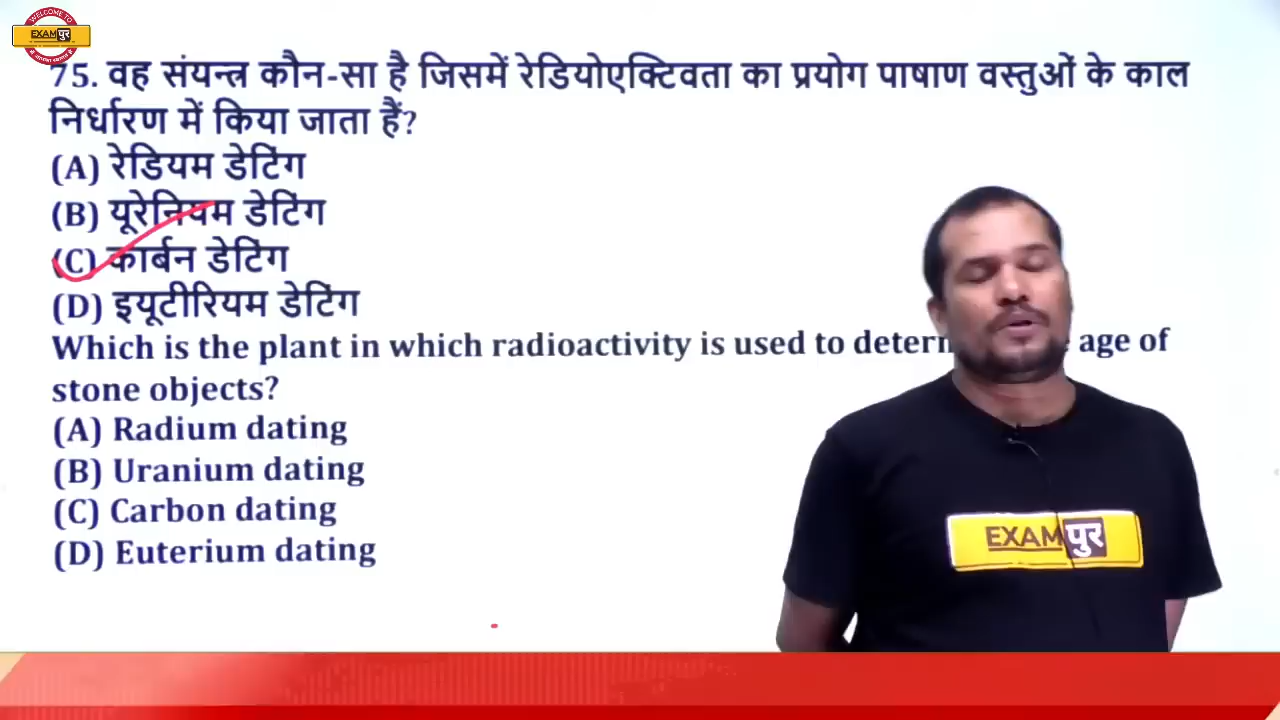 WELCOME TO
EXAMपुर
75. वह संयन्त्र कौन-सा है जिसमें रेडियोएक्टिवता का प्रयोग पाषाण वस्तुओं के काल
निर्धारण में किया जाता हैं?
(A) रेडियम डेटिंग
(B) यूरेनियम डेटिंग
(C) कार्बन डेटिंग
(D) इयूटीरियम डेटिंग
Which is the plant in which radioactivity is used to deter age of
stone objects?
(A) Radium dating
(B) Uranium dating
(C) Carbon dating
(D) Euterium dating
EXAMपुर